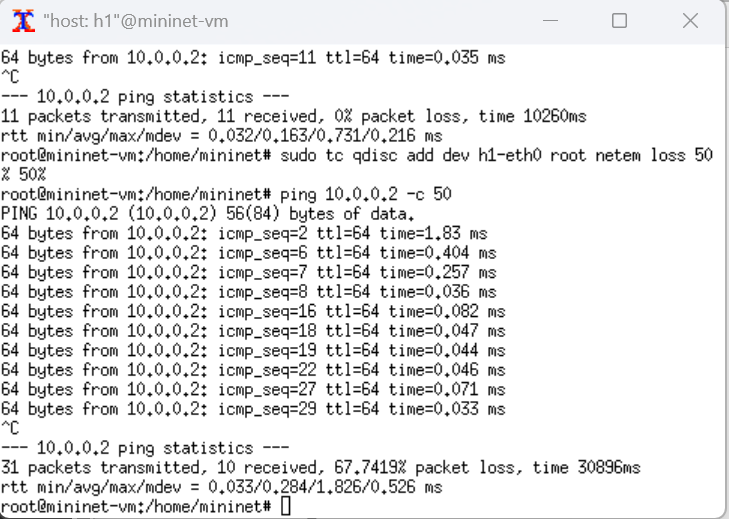 "host: h1"@mininet-vm
64 bytes from 10.0.0.2: icmp_seq=11 ttl=64 time=0.035 ms
^C
--- 10.0.0.2 ping statistics ---
11 packets transmitted, 11 received, 0% packet loss, time 10260ms
rtt min/avg/max/mdev = 0.032/0.163/0.731/0.216 ms
root@mininet-vm:/home/mininet# sudo tc qdisc add dev h1-eth0 root netem loss 50
% 50%
root@mininet-vm:/home/mininet# ping 10.0.0.2 -c 50
PING 10.0.0.2 (10.0.0.2) 56(84) bytes of data.
64 bytes from 10.0.0.2: icmp_seq=2 ttl=64 time=1.83 ms
64 bytes from 10.0.0.2: icmp_seq=6 ttl=64 time=0.404 ms
64 bytes from 10.0.0.2: icmp_seq=7 ttl=64 time=0.257 ms
64 bytes from 10.0.0.2: icmp_seq=8 ttl=64 time=0.036 ms
64 bytes from 10.0.0.2: icmp_seq=16 ttl=64 time=0.082 ms
64 bytes from 10.0.0.2: icmp_seq=18 ttl=64 time=0.047 ms
64 bytes from 10.0.0.2: icmp_seq=19 ttl=64 time=0.044 ms
64 bytes from 10.0.0.2: icmp_seq=22 ttl=64 time=0.046 ms
64 bytes from 10.0.0.2: icmp_seq=27 ttl=64 time=0.071 ms
64 bytes from 10.0.0.2: icmp_seq=29 ttl=64 time=0.033 ms
^C
--- 10.0.0.2 ping statistics ---
31 packets transmitted, 10 received, 67.7419% packet loss, time 30896ms
rtt min/avg/max/mdev = 0.033/0.284/1.826/0.526 ms
root@mininet-vm:/home/mininet#